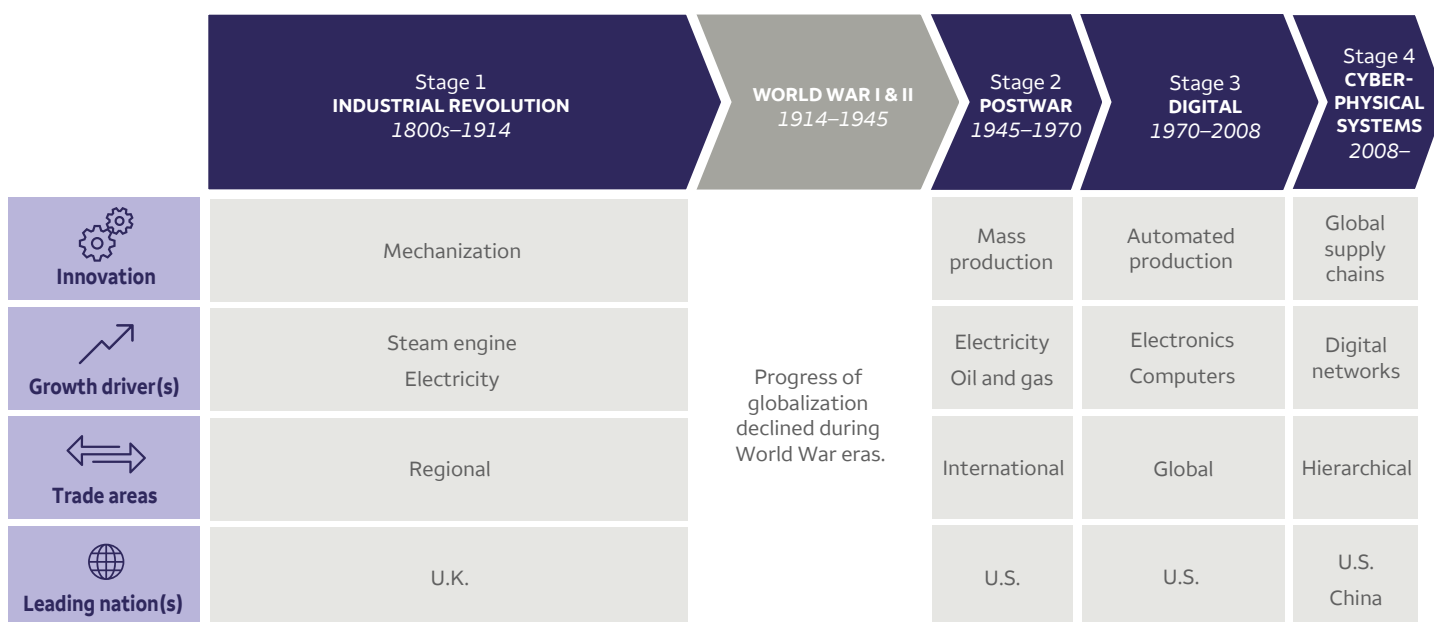 Stage 1
INDUSTRIAL REVOLUTION
1800s–1914
WORLD WAR I & II
1914–1945
Stage 2
POSTWAR
1945–1970
Stage 3
DIGITAL
1970–2008
Stage 4
CYBER-
PHYSICAL
SYSTEMS
2008–
Innovation
Mechanization
Mass
production
Automated
production
Global
supply
chains
Growth driver(s)
Steam engine
Electricity
Progress of
globalization
declined during
World War eras.
Electricity
Oil and gas
Electronics
Computers
Digital
networks
Trade areas
Regional
International
Global
Hierarchical
Leading nation(s)
U.K.
U.S.
U.S.
U.S.
China